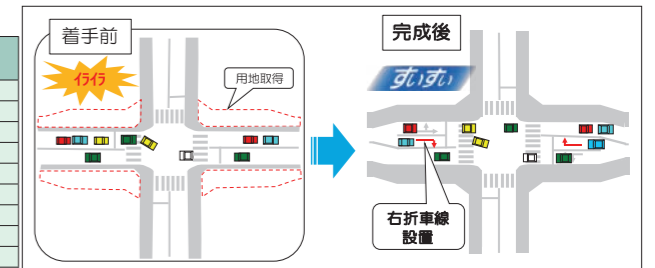 着手前
イライラ
用地取得
完成後
すいすい
右折車線
設置